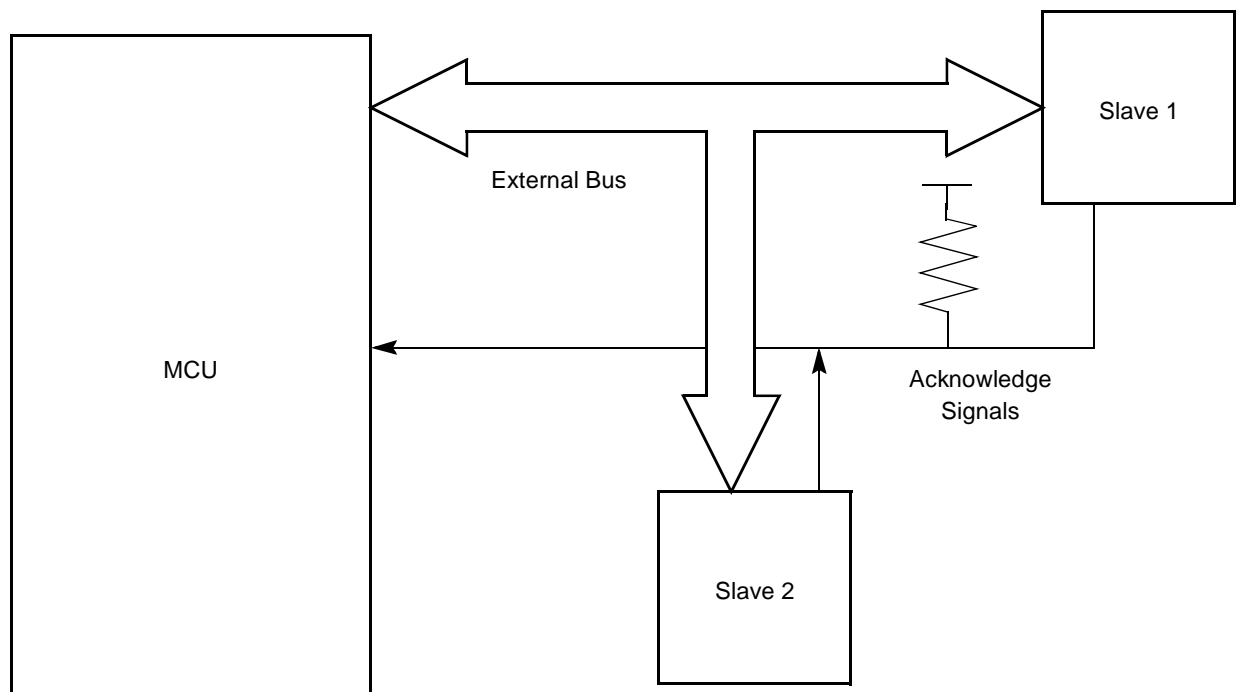 Slave 1
External Bus
MCU
Acknowledge
Signals
Slave 2